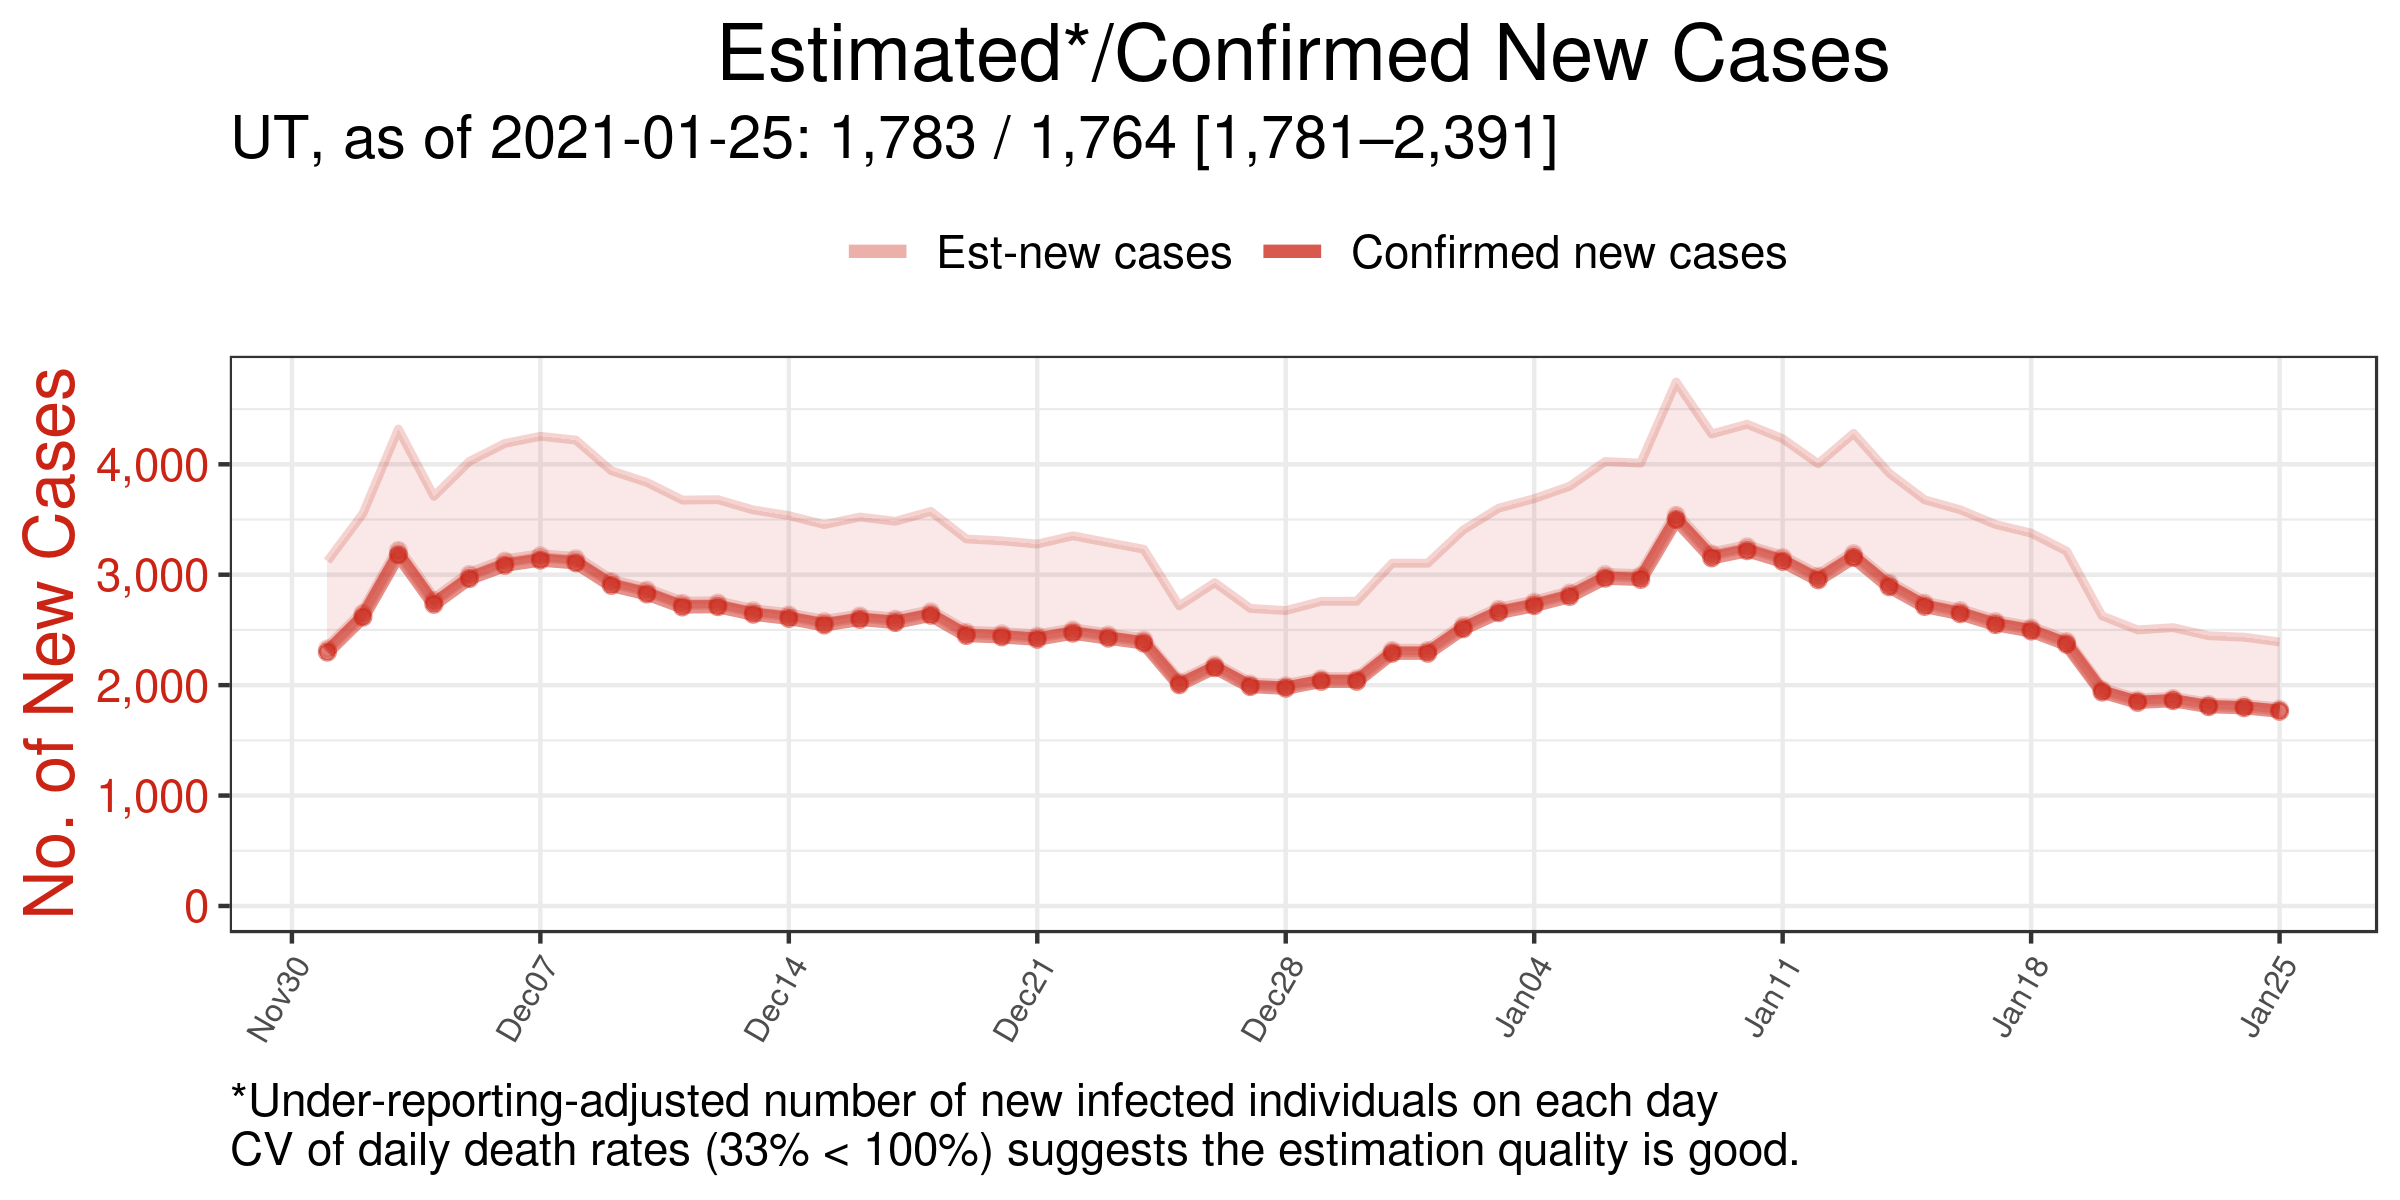 Estimated*/Confirmed New Cases
UT, as of 2021-01-25: 1,783 / 1,764 [1,781–2,391]
Est-new cases
Confirmed new cases
No. of New Cases
4,000
3,000
2,000
1,000
0
Nov30
Dec07
Dec14
Dec21
Dec28
Jan04
Jan11
Jan18
Jan25
*Under-reporting-adjusted number of new infected individuals on each day
CV of daily death rates (33% < 100%) suggests the estimation quality is good.